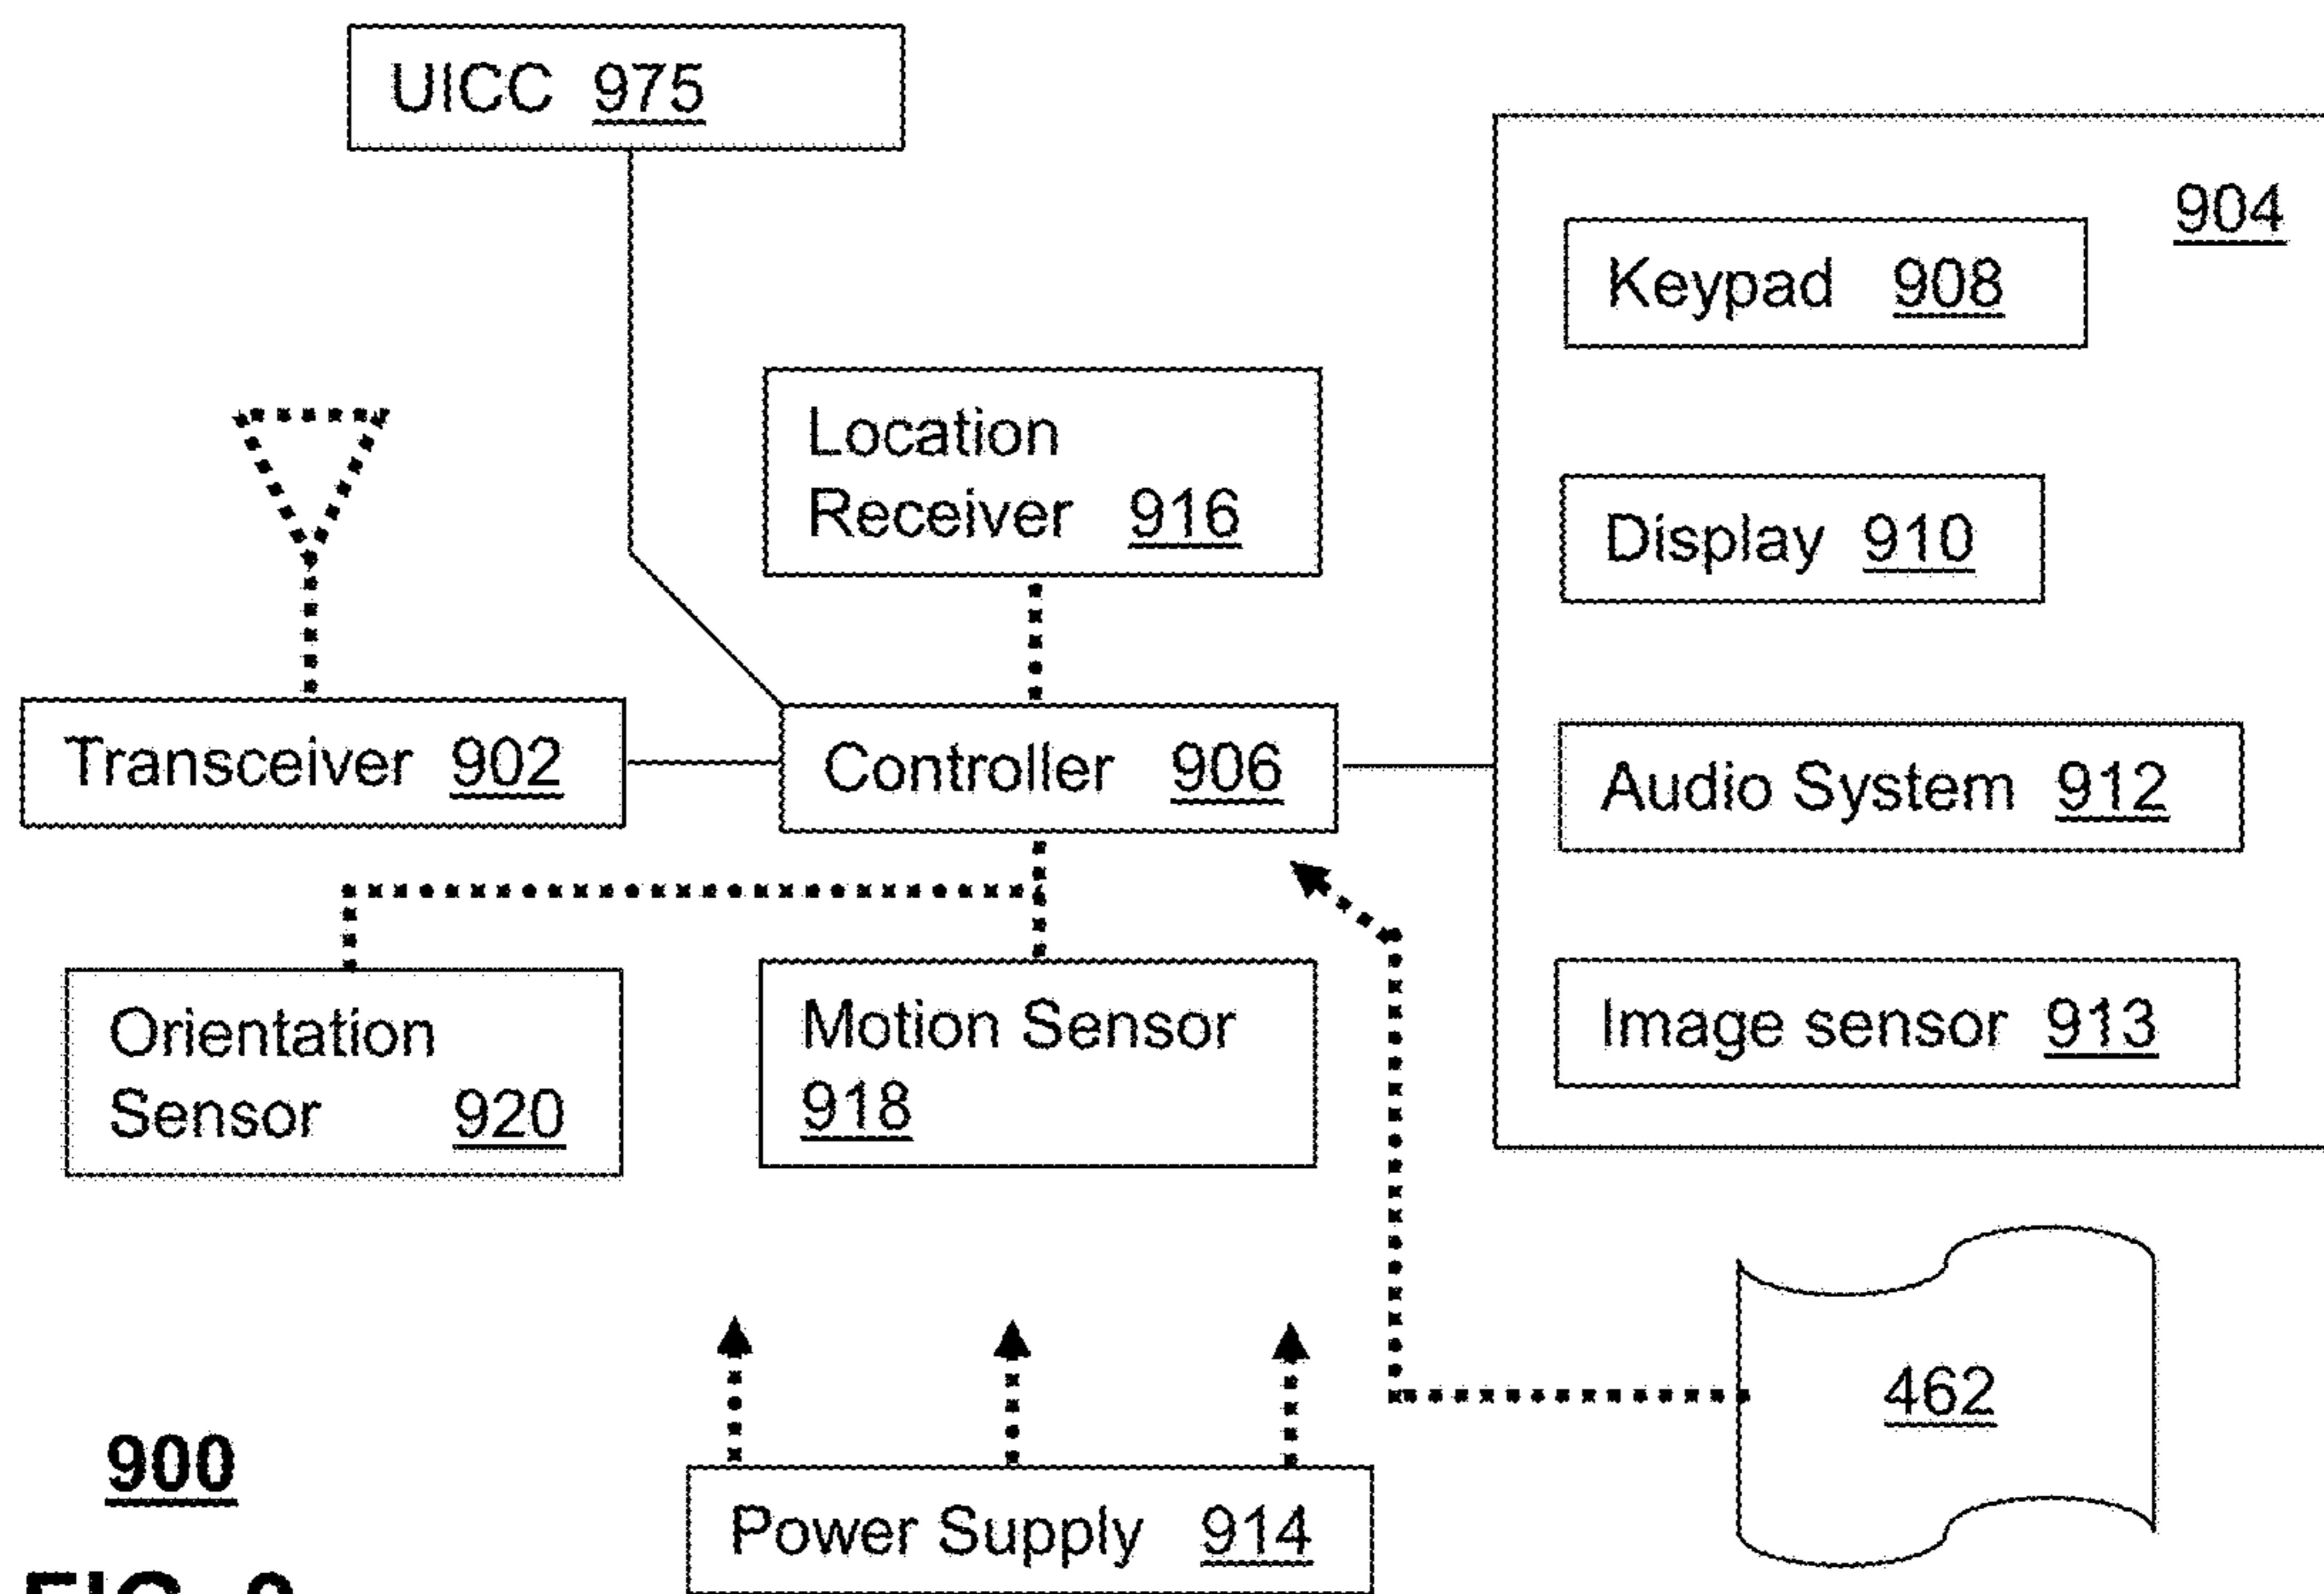 UICC 975
904
Keypad 908
Location
Receiver 916
Display 910
Transceiver 902
Controller 906
Audio System 912
Orientation
Sensor 920
Motion Sensor
918
Image sensor 913
462
900
Power Supply 914